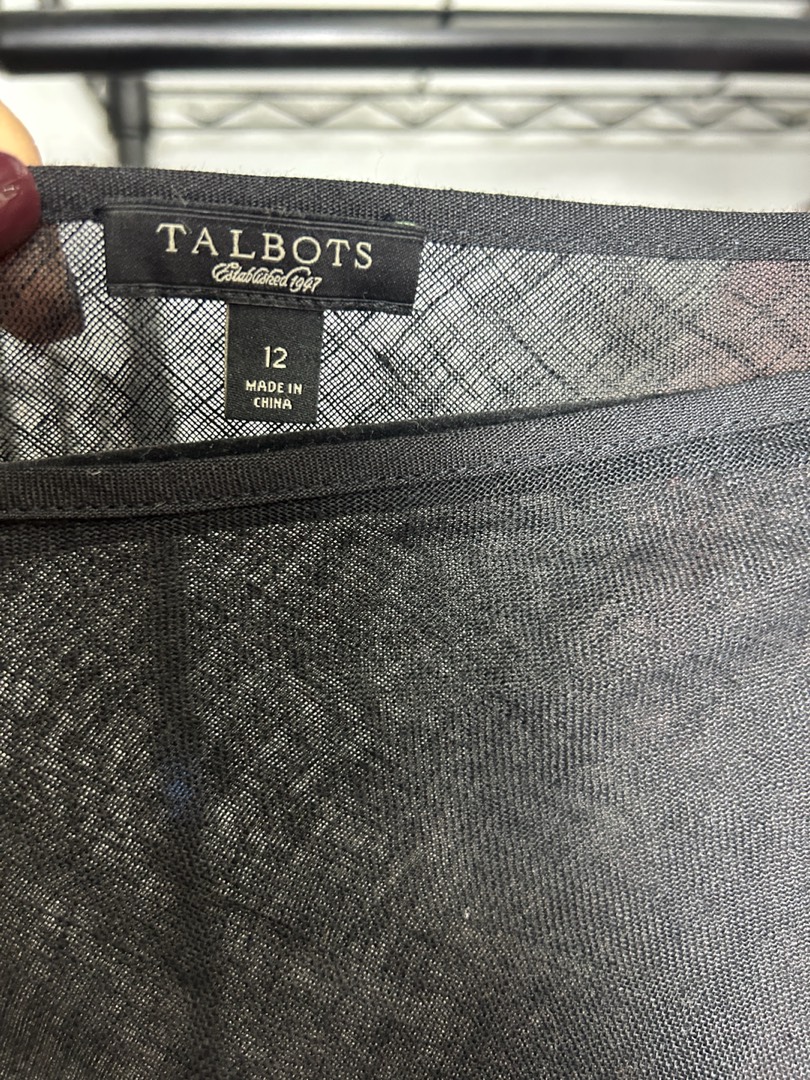 TALBOTS
Established 1947
12
MADE IN
CHINA